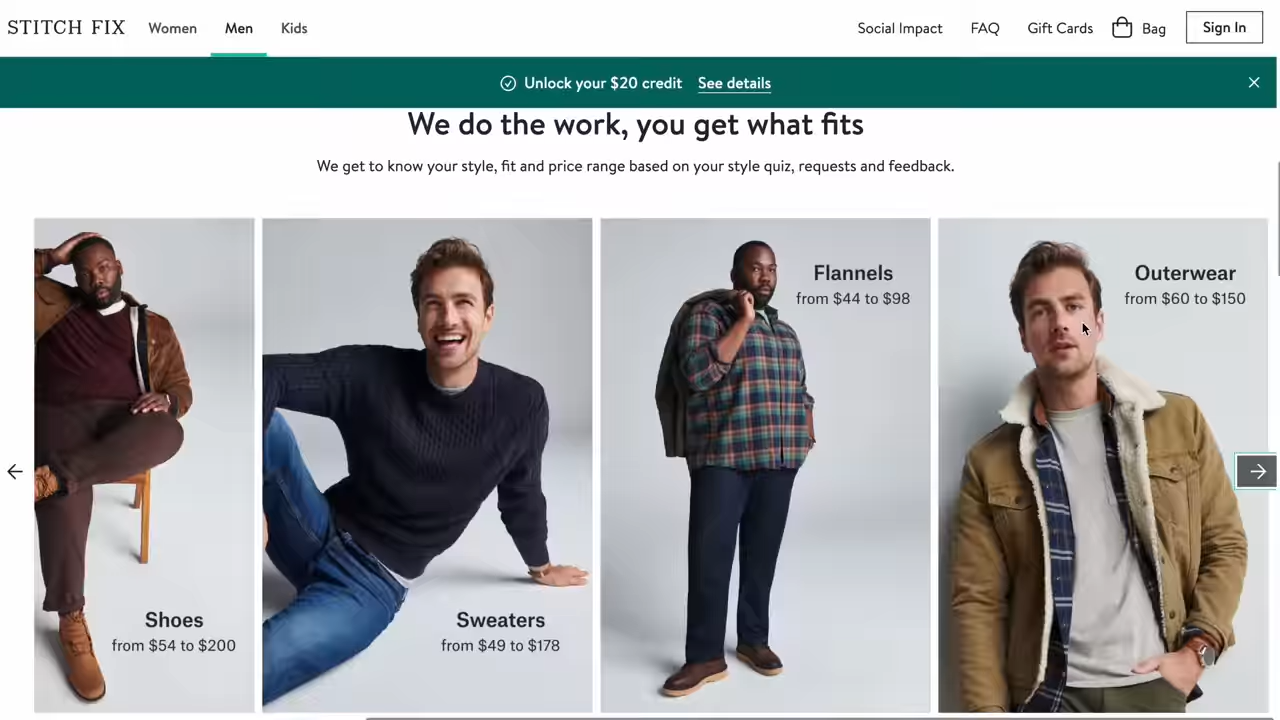 STITCH FIX
Women
Men
Kids
Social Impact
FAQ
Gift Cards
Bag
Sign In
Unlock your $20 credit See details
We do the work, you get what fits
We get to know your style, fit and price range based on your style quiz, requests and feedback.
Shoes
from $54 to $200
Sweaters
from $49 to $178
Flannels
from $44 to $98
Outerwear
from $60 to $150